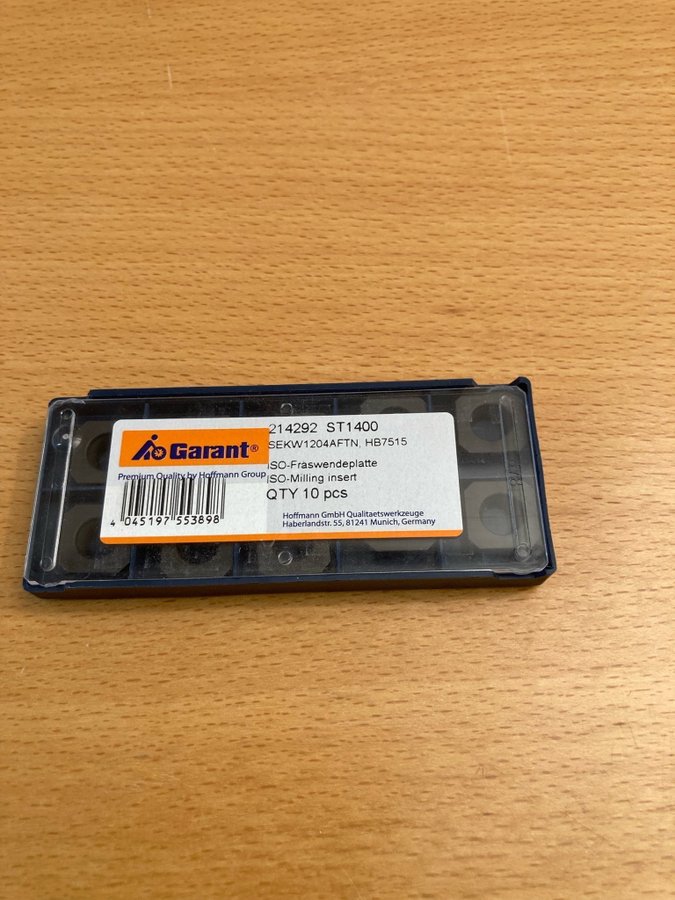 Garant®
Premium Quality by Hoffmann Group
4 045197 553898
214292 ST1400
SEKW1204AFTN, HB7515
ISO-Fräswendeplatte
ISO-Milling insert
QTY 10 pcs
Hoffmann GmbH Qualitaetswerkzeuge
Haberlandstr. 55, 81241 Munich, Germany